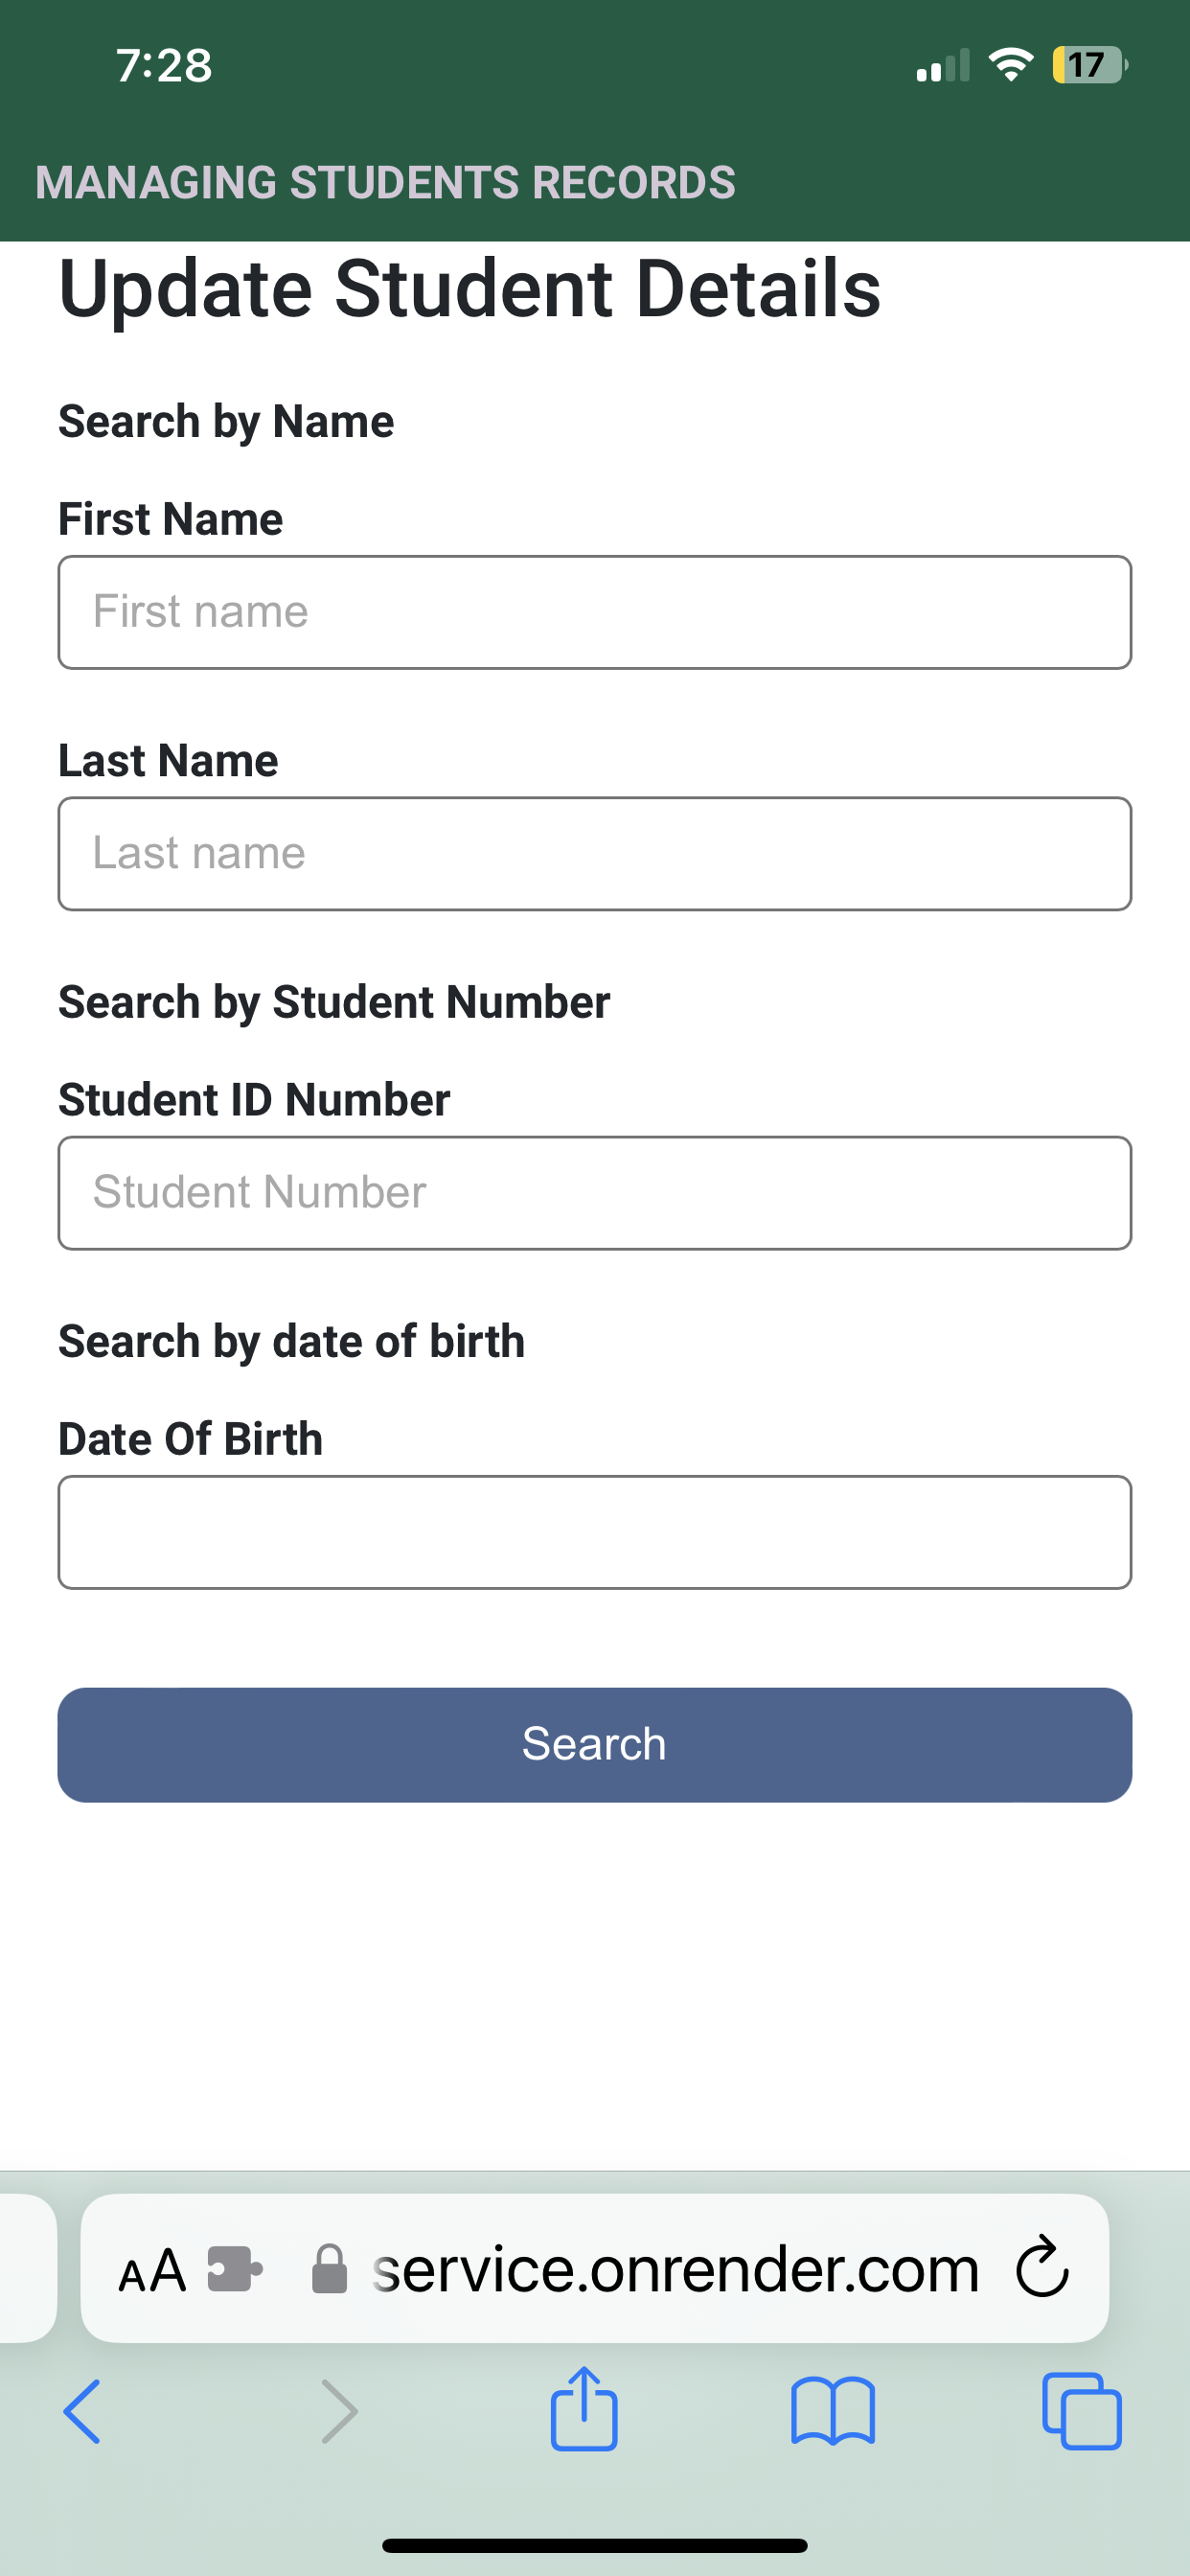 7:28
17
MANAGING STUDENTS RECORDS
Update Student Details
Search by Name
First Name
First name
Last Name
Last name
Search by Student Number
Student ID Number
Student Number
Search by date of birth
Date Of Birth
Search
AA service.onrender.com